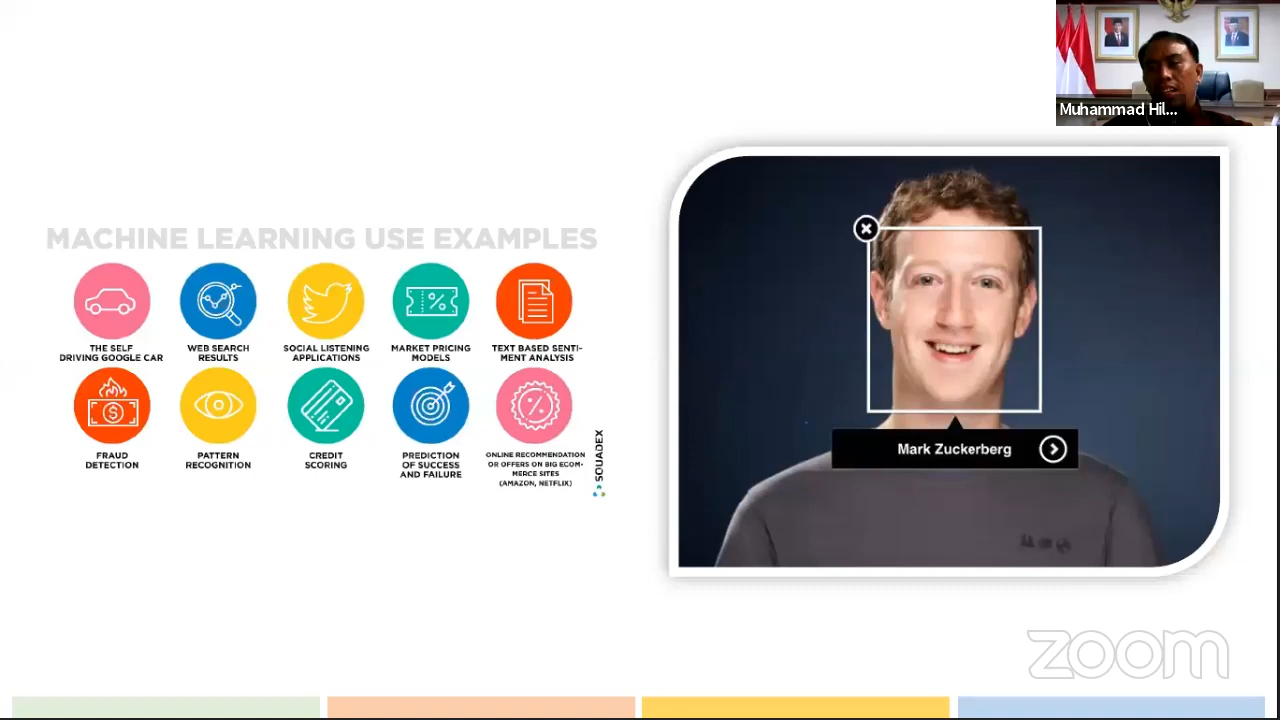 Muhammad Hil...
MACHINE LEARNING USE EXAMPLES
THE SELF
DRIVING GOOGLE CAR
WEB SEARCH
RESULTS
SOCIAL LISTENING
APPLICATIONS
MARKET PRICING
MODELS
TEXT BASED SENTI-
MENT ANALYSIS
FRAUD
DETECTION
PATTERN
RECOGNITION
CREDIT
SCORING
PREDICTION
OF SUCCESS
AND FAILURE
ONLINE RECOMMENDATION
OR OFFERS ON BIG ECOM-
MERCE SITES
(AMAZON, NETFLIX)
SQUADEX
Mark Zuckerberg
zoom